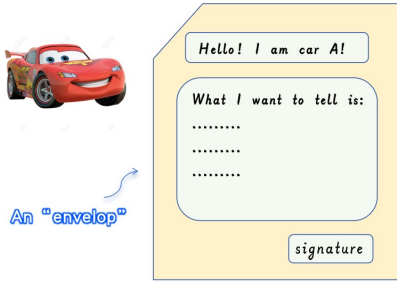 Hello! I am car A!
What I want to tell is:
.........
.........
.........
An “envelop”
signature